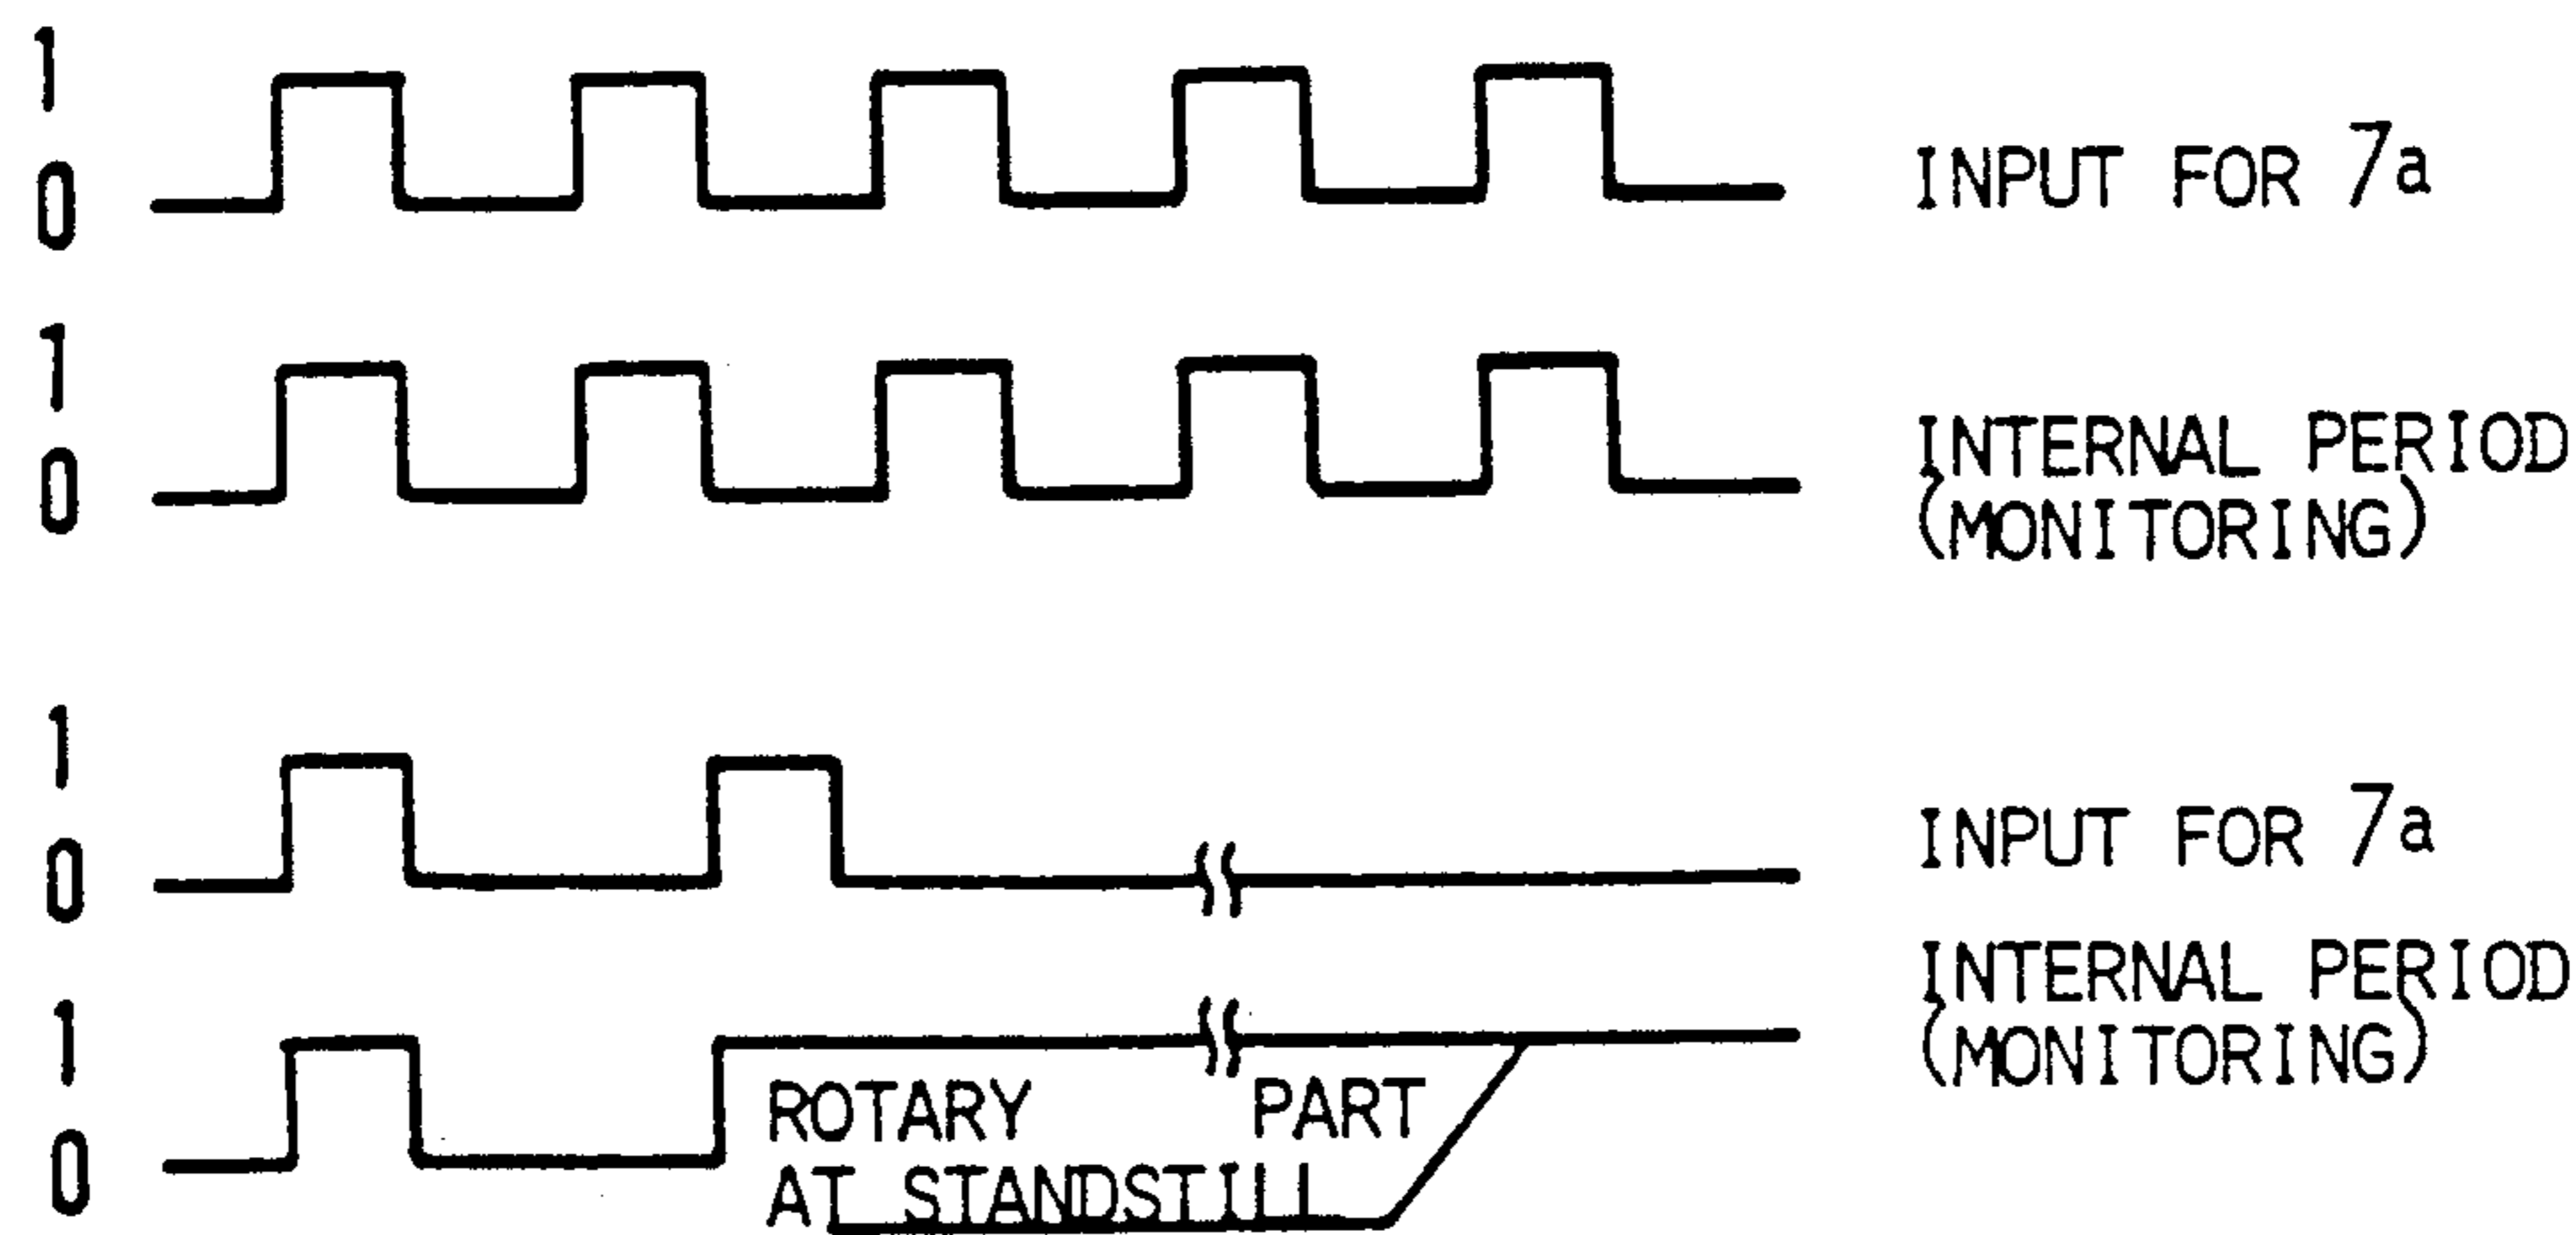 1
0
INPUT FOR 7a
1
0
INTERNAL PERIOD
(MONITORING)
1
0
INPUT FOR 7a
1
0
INTERNAL PERIOD
(MONITORING)
ROTARY PART
AT STANDSTILL